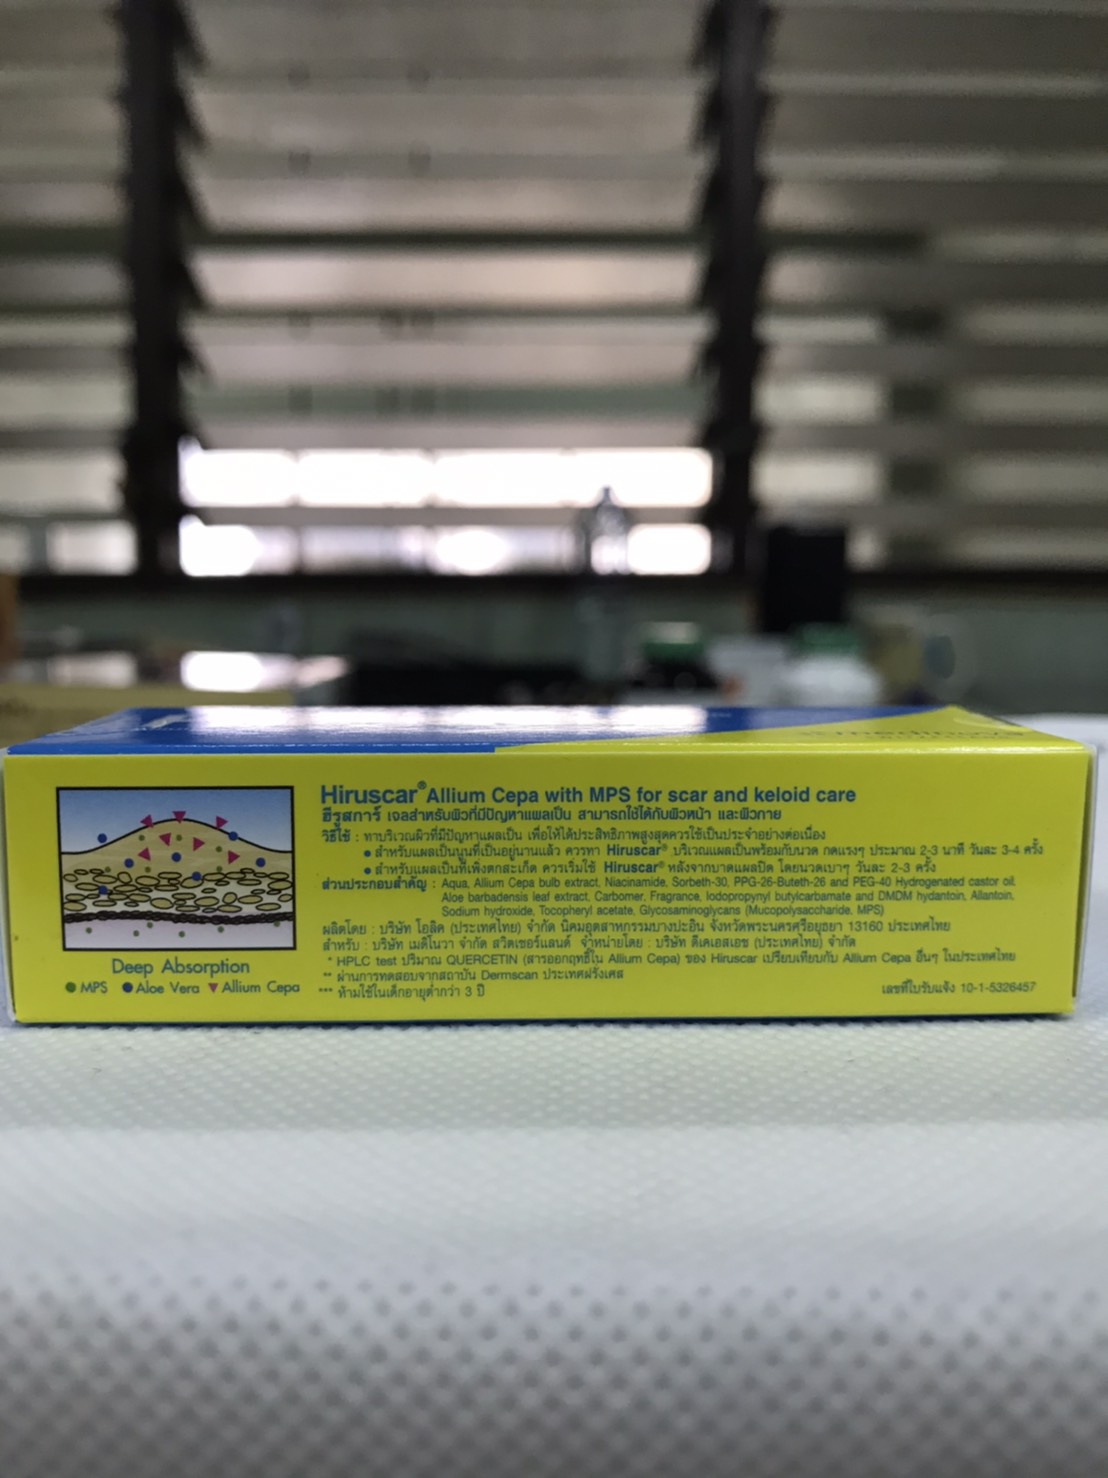 Hiruscar® Allium Cepa with MPS for scar and keloid care
ฮีรูสการ์ เจลสำหรับผิวที่มีปัญหาแผลเป็น สามารถใช้ได้กับผิวหน้า และผิวกาย
วิธีใช้ : ทาบริเวณผิวที่มีปัญหาแผลเป็น เพื่อให้ได้ประสิทธิภาพสูงสุดควรใช้เป็นประจำอย่างต่อเนื่อง
● สำหรับแผลเป็นนูนที่เป็นอยู่นานแล้ว ควรทา Hiruscar® บริเวณแผลเป็นพร้อมกับนวด กดแรงๆ ประมาณ 2-3 นาที วันละ 3-4 ครั้ง
● สำหรับแผลเป็นที่เพิ่งตกสะเก็ด ควรเริ่มใช้ Hiruscar® หลังจากบาดแผลปิด โดยนวดเบาๆ วันละ 2-3 ครั้ง
ส่วนประกอบสำคัญ : Aqua, Allium Cepa bulb extract, Niacinamide, Sorbeth-30, PPG-26-Buteth-26 and PEG-40 Hydrogenated castor oil,
Aloe barbadensis leaf extract, Carbomer, Fragrance, Iodopropynyl butylcarbamate and DMDM hydantoin, Allantoin,
Sodium hydroxide, Tocopheryl acetate, Glycosaminoglycans (Mucopolysaccharide, MPS)
ผลิตโดย : บริษัท โอลิค (ประเทศไทย) จำกัด นิคมอุตสาหกรรมบางปะอิน จังหวัดพระนครศรีอยุธยา 13160 ประเทศไทย
สำหรับ : บริษัท เมดิโนวา จำกัด สวิตเซอร์แลนด์ จำหน่ายโดย : บริษัท ดีเคเอสเอช (ประเทศไทย) จำกัด
* HPLC test ปริมาณ QUERCETIN (สารออกฤทธิ์ใน Allium Cepa) ของ Hiruscar เปรียบเทียบกับ Allium Cepa อื่นๆ ในประเทศไทย
** ผ่านการทดสอบจากสถาบัน Dermscan ประเทศฝรั่งเศส
*** ห้ามใช้ในเด็กอายุต่ำกว่า 3 ปี
เลขที่ใบรับแจ้ง 10-1-5326457
Deep Absorption
● MPS ● Aloe Vera ▼ Allium Cepa